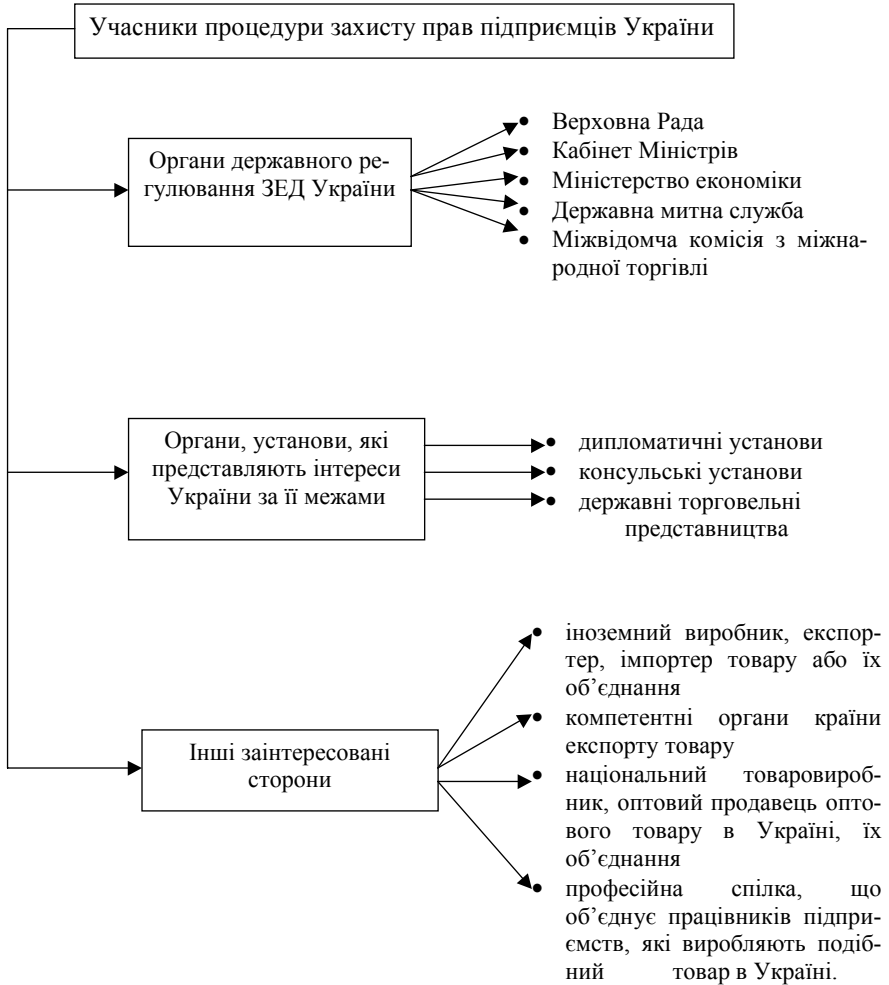 Учасники процедури захисту прав підприємців України
Органи державного ре-
гулювання ЗЕД України
• Верховна Рада
• Кабінет Міністрів
• Міністерство економіки
• Державна митна служба
• Міжвідомча комісія з міжна-
родної торгівлі
Органи, установи, які
представляють інтереси
України за її межами
• дипломатичні установи
• консульські установи
• державні торговельні
представництва
Інші заінтересовані
сторони
• іноземний виробник, експор-
тер, імпортер товару або їх
об’єднання
• компетентні органи країни
експорту товару
• національний товаровироб-
ник, оптовий продавець опто-
вого товару в Україні, їх
об’єднання
• професійна спілка, що
об’єднує працівників підпри-
ємств, які виробляють подіб-
ний товар в Україні.